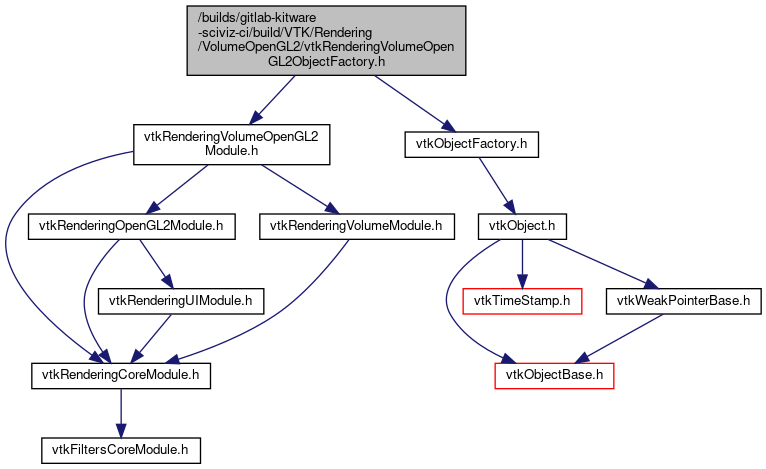 /builds/gitlab-kitware
-sciviz-ci/build/VTK/Rendering
/VolumeOpenGL2/vtkRenderingVolumeOpen
GL2ObjectFactory.h
vtkRenderingVolumeOpenGL2
Module.h
vtkObjectFactory.h
vtkRenderingOpenGL2Module.h
vtkRenderingVolumeModule.h
vtkObject.h
vtkRenderingUIModule.h
vtkTimeStamp.h
vtkWeakPointerBase.h
vtkRenderingCoreModule.h
vtkObjectBase.h
vtkFiltersCoreModule.h